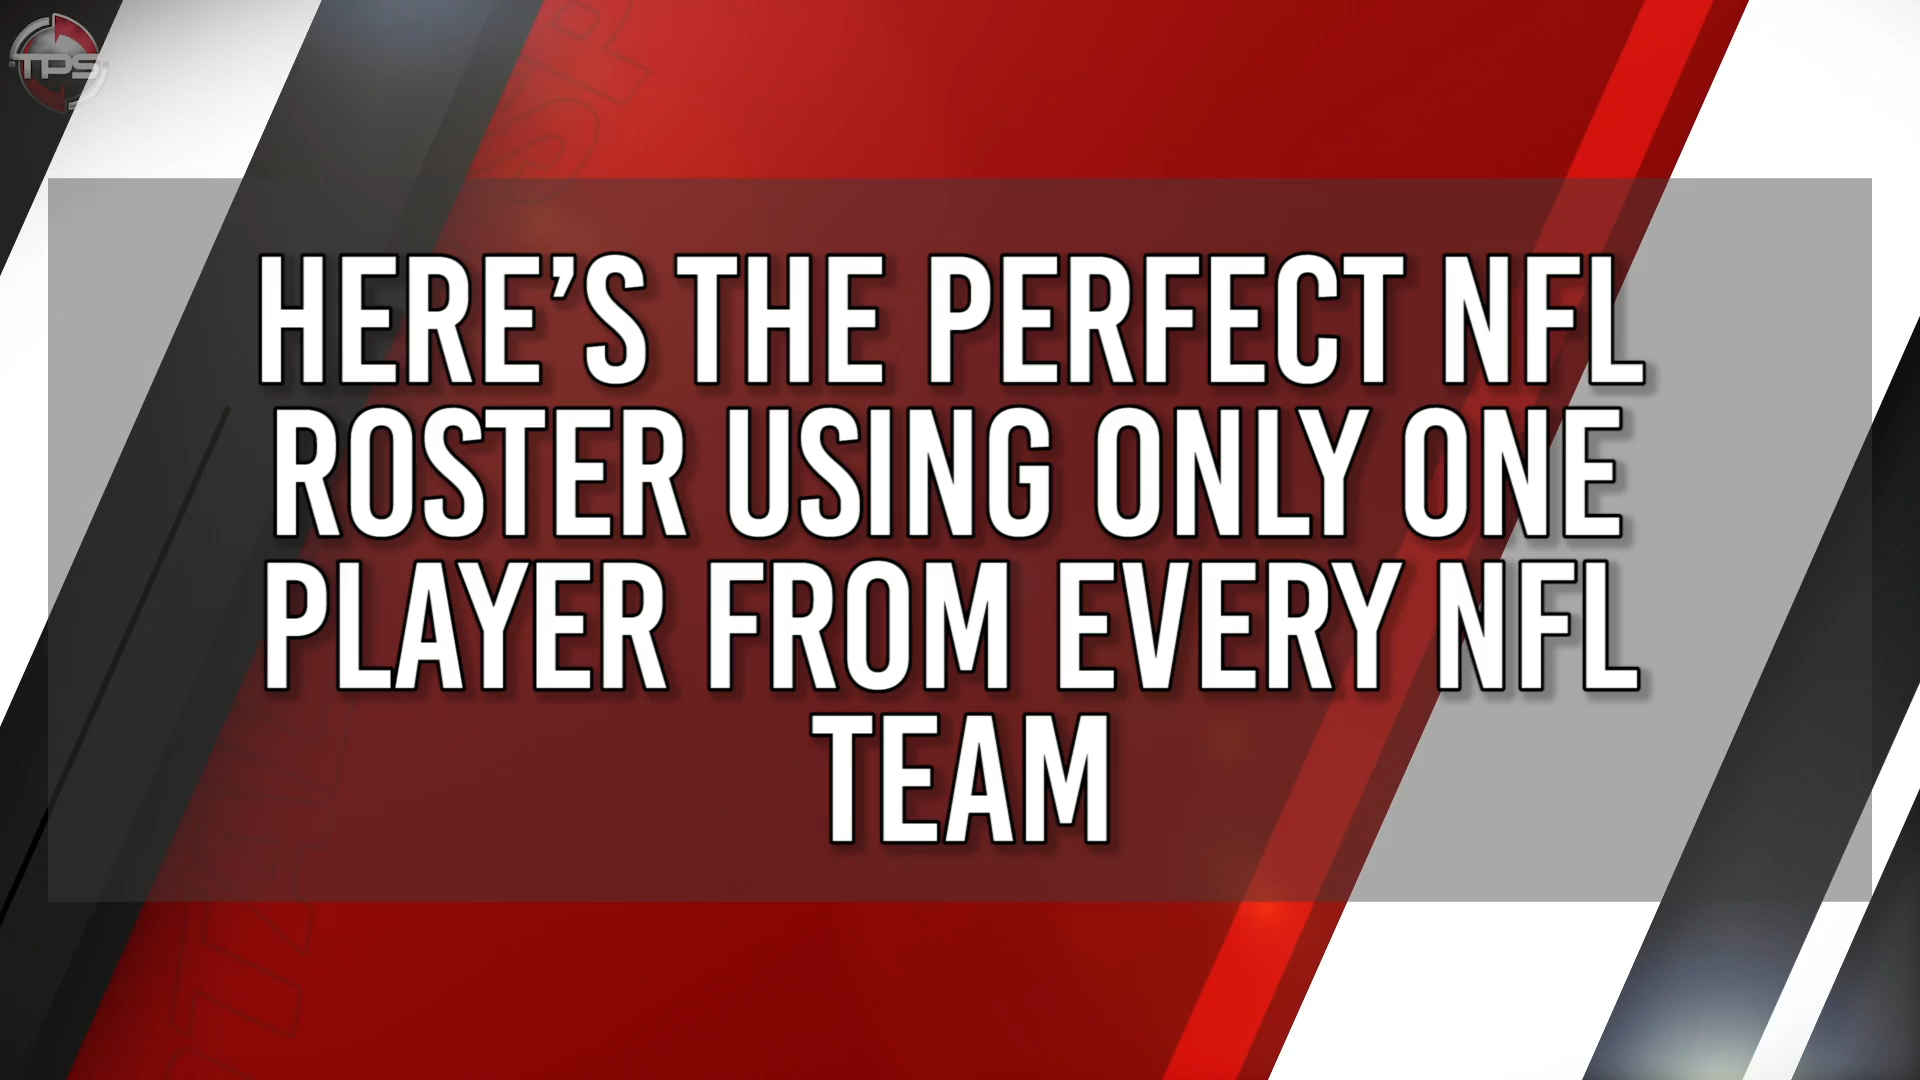 TPS
HERE'S THE PERFECT NFL
ROSTER USING ONLY ONE
PLAYER FROM EVERY NFL
TEAM